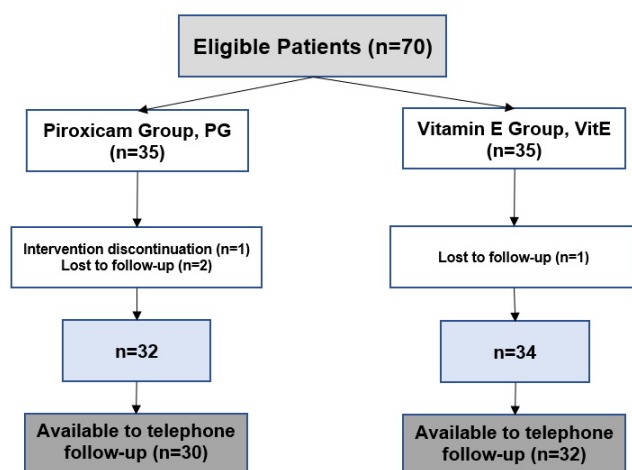 Eligible Patients (n=70)
Piroxicam Group, PG
(n=35)
Vitamin E Group, VitE
(n=35)
Intervention discontinuation (n=1)
Lost to follow-up (n=2)
Lost to follow-up (n=1)
n=32
n=34
Available to telephone
follow-up (n=30)
Available to telephone
follow-up (n=32)